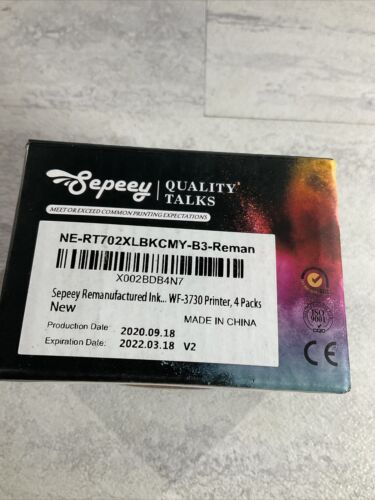 Sepeey
QUALITY
TALKS
MEET OR EXCEED COMMON PRINTING EXPECTATIONS
NE-RT702XLBKCMY-B3-Reman
X002BDB4N7
Sepeey Remanufactured Ink... WF-3730 Printer, 4 Packs
New
MADE IN CHINA
Production Date: 2020.09.18
Expiration Date: 2022.03.18 V2
ISO
9001
CE